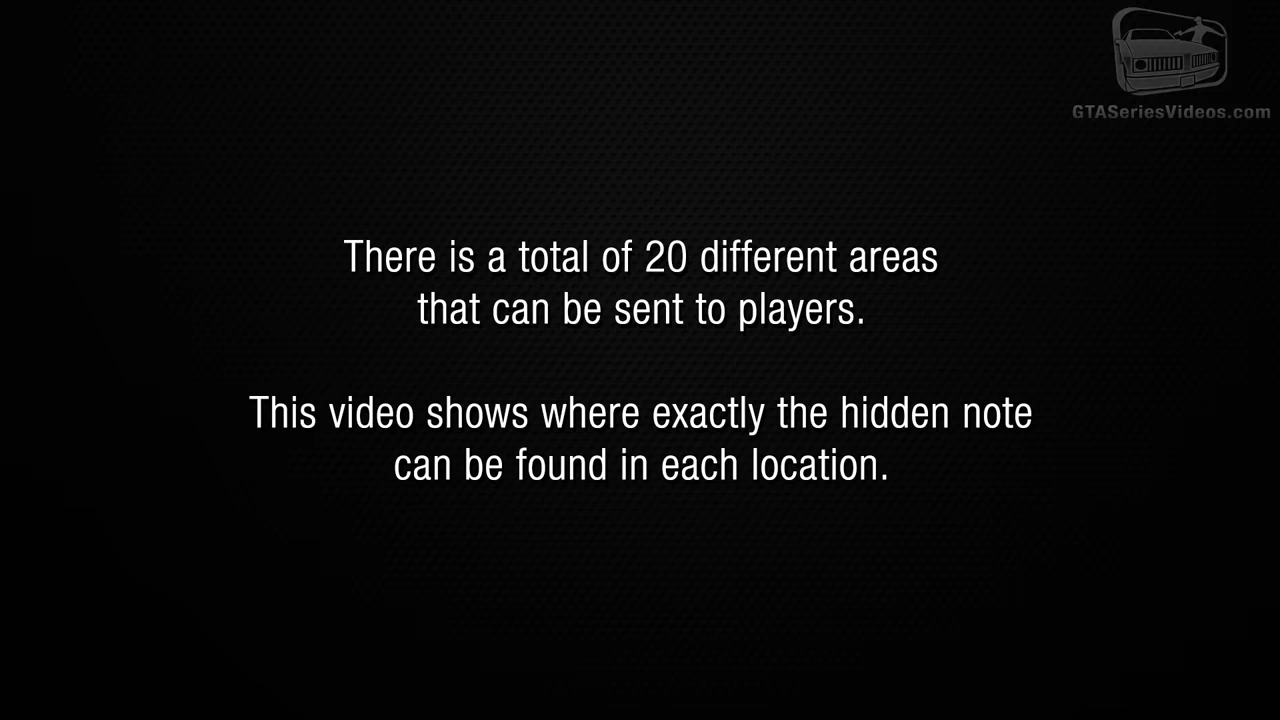 GTASeriesVideos.com
There is a total of 20 different areas
that can be sent to players.
This video shows where exactly the hidden note
can be found in each location.